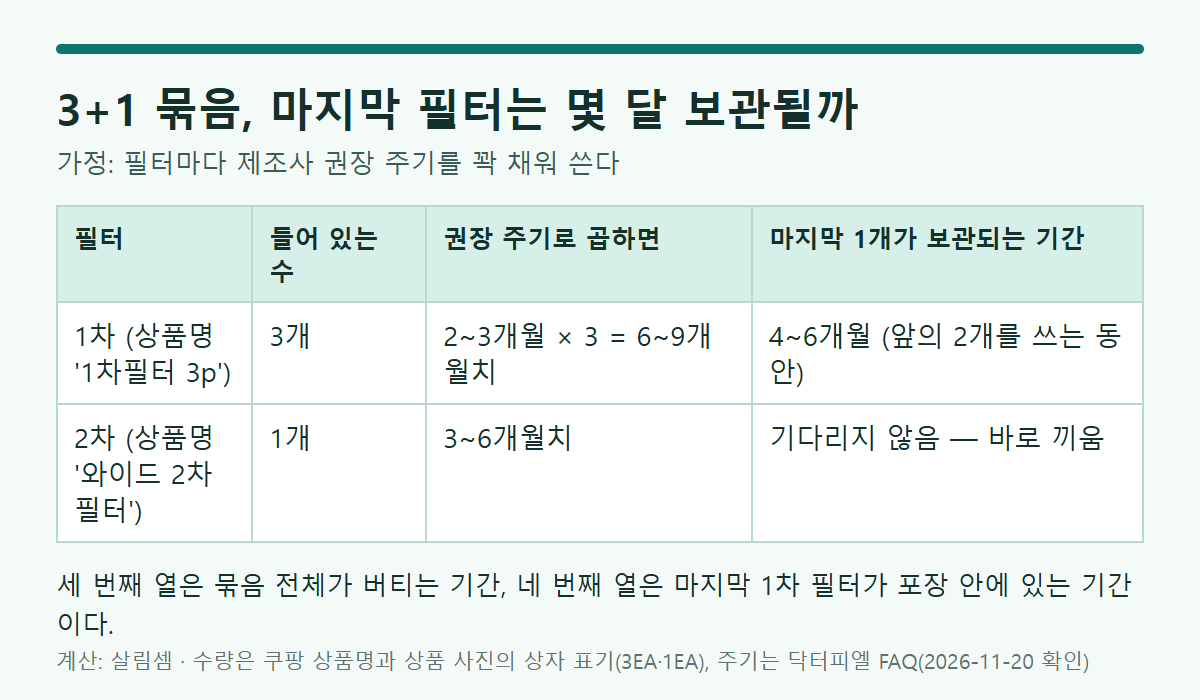 3+1 묶음, 마지막 필터는 몇 달 보관될까
가정: 필터마다 제조사 권장 주기를 꽉 채워 쓴다
필터
들어 있는
수
권장 주기로 곱하면
마지막 1개가 보관되는 기간
1차 (상품명
'1차필터 3p')
3개
2~3개월 × 3 = 6~9개
월치
4~6개월 (앞의 2개를 쓰는 동
안)
2차 (상품명
'와이드 2차
필터')
1개
3~6개월치
기다리지 않음 — 바로 끼움
세 번째 열은 묶음 전체가 버티는 기간, 네 번째 열은 마지막 1차 필터가 포장 안에 있는 기간
이다.
계산: 살림셈 · 수량은 쿠팡 상품명과 상품 사진의 상자 표기(3EA·1EA), 주기는 닥터피엘 FAQ(2026-11-20 확인)